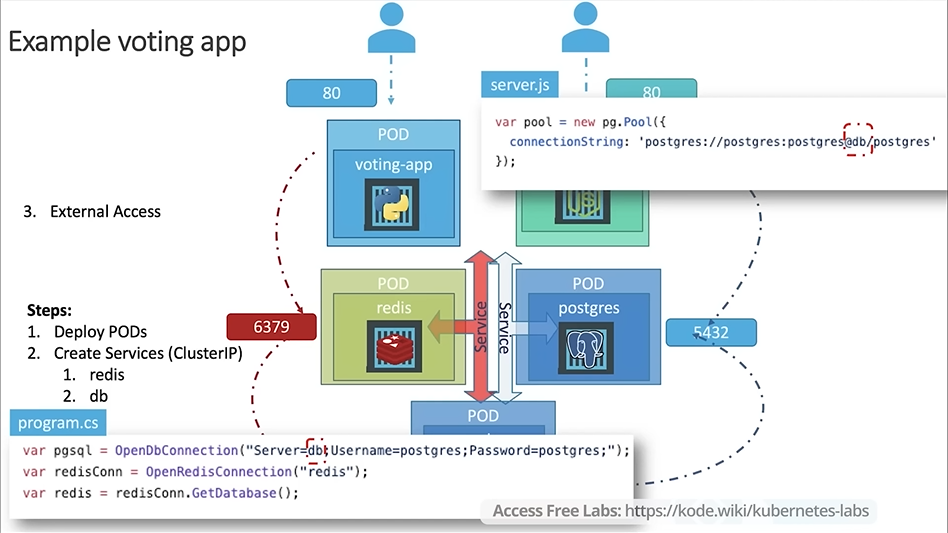 Example voting app
80
80
server.js
var pool = new pg.Pool({
connectionString: 'postgres://postgres:postgres@db/postgres'
});
POD
voting-app
3. External Access
POD
redis
Service
Service
POD
postgres
6379
5432
Steps:
1. Deploy PODs
2. Create Services (ClusterIP)
1. redis
2. db
POD
program.cs
var pgsql = OpenDbConnection("Server=db;Username=postgres;Password=postgres;");
var redisConn = OpenRedisConnection("redis");
var redis = redisConn.GetDatabase();
Access Free Labs: https://kode.wiki/kubernetes-labs